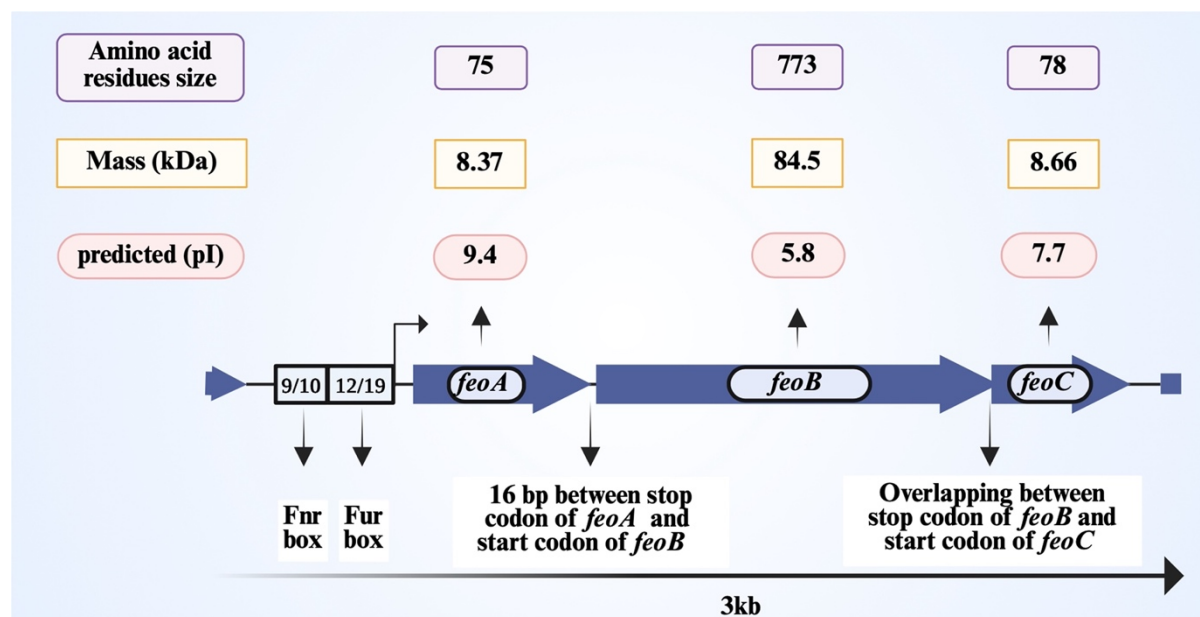 Amino acid
residues size
75
773
78
Mass (kDa)
8.37
84.5
8.66
predicted (pI)
9.4
5.8
7.7
9/10
12/19
feoA
feoB
feoC
Fnr
box
Fur
box
16 bp between stop
codon of feoA and
start codon of feoB
Overlapping between
stop codon of feoB and
start codon of feoC
3kb